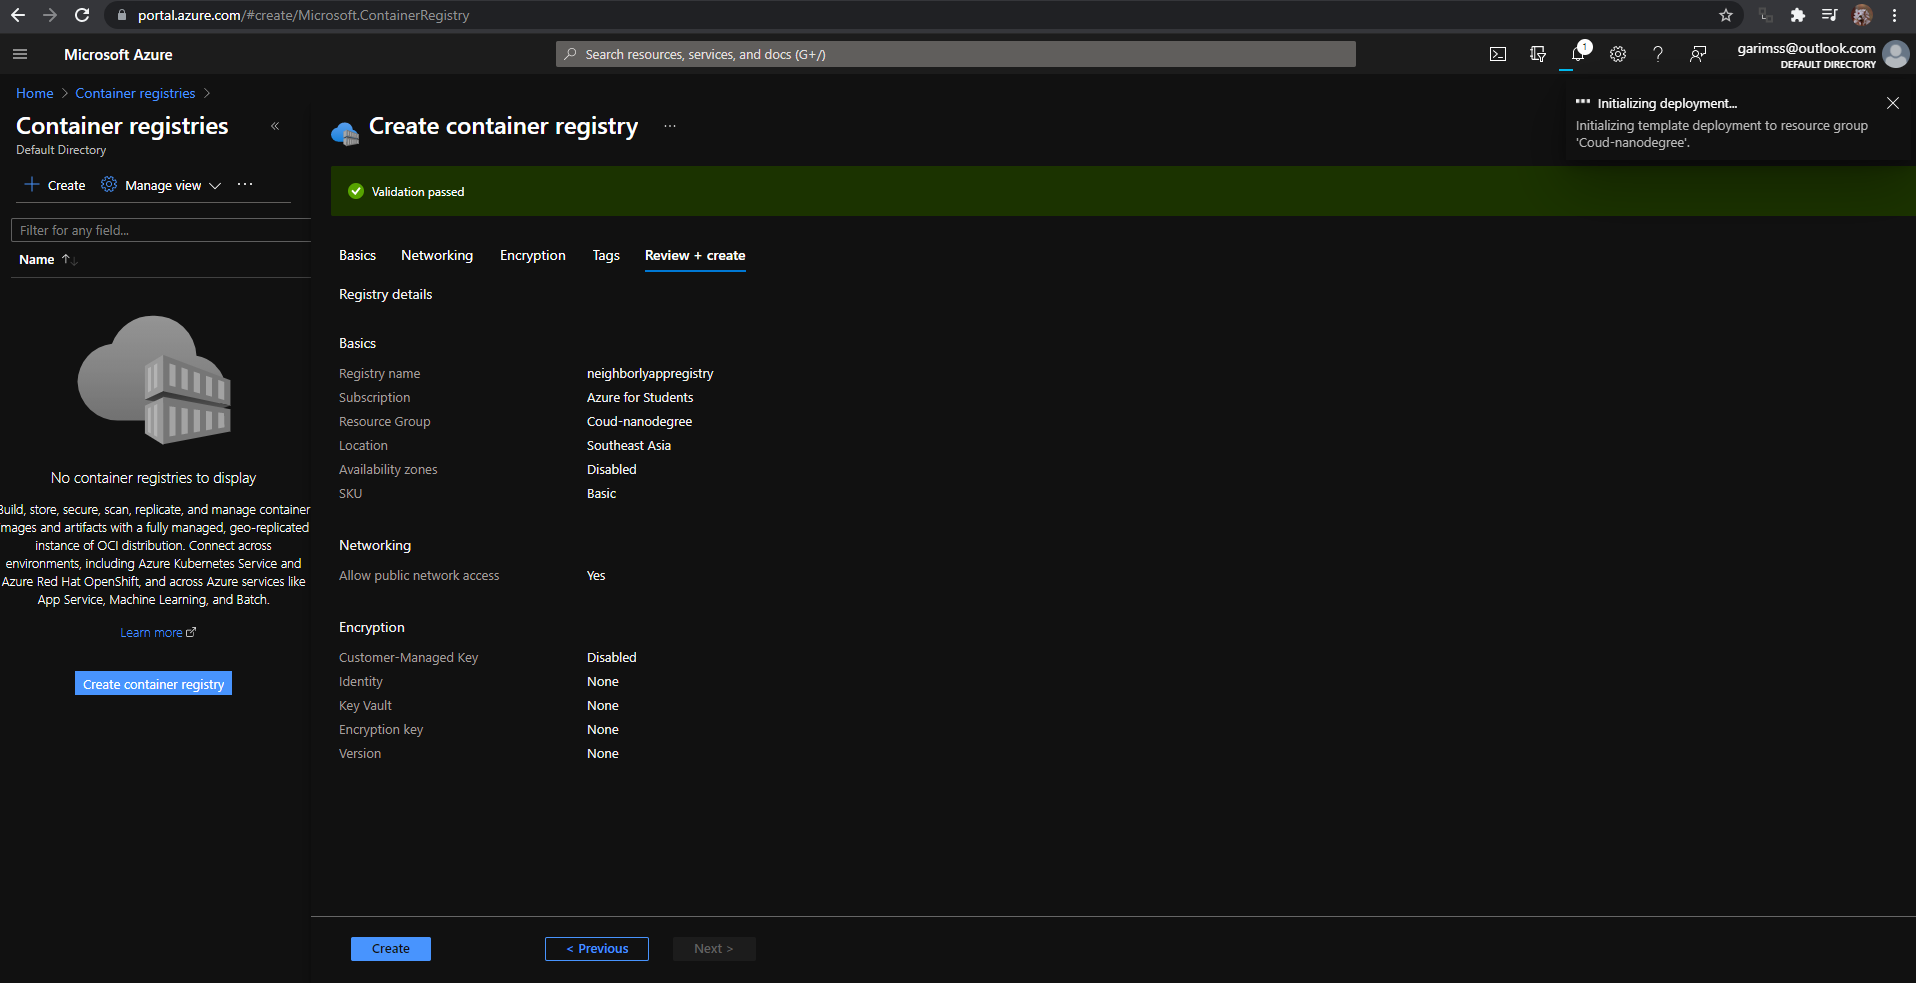 portal.azure.com/#create/Microsoft.ContainerRegistry
Microsoft Azure
Search resources, services, and docs (G+/)
1
garimss@outlook.com
DEFAULT DIRECTORY
Home > Container registries >
Container registries
Default Directory
Create
Manage view
Filter for any field...
Name
No container registries to display
Build, store, secure, scan, replicate, and manage container
images and artifacts with a fully managed, geo-replicated
instance of OCI distribution. Connect across
environments, including Azure Kubernetes Service and
Azure Red Hat OpenShift, and across Azure services like
App Service, Machine Learning, and Batch.
Learn more
Create container registry
Create container registry
Initializing deployment...
Initializing template deployment to resource group
'Coud-nanodegree'.
Validation passed
Basics
Networking
Encryption
Tags
Review + create
Registry details
Basics
Registry name neighborlyappregistry
Subscription Azure for Students
Resource Group Coud-nanodegree
Location Southeast Asia
Availability zones Disabled
SKU Basic
Networking
Allow public network access Yes
Encryption
Customer-Managed Key Disabled
Identity None
Key Vault None
Encryption key None
Version None
Create
< Previous
Next >